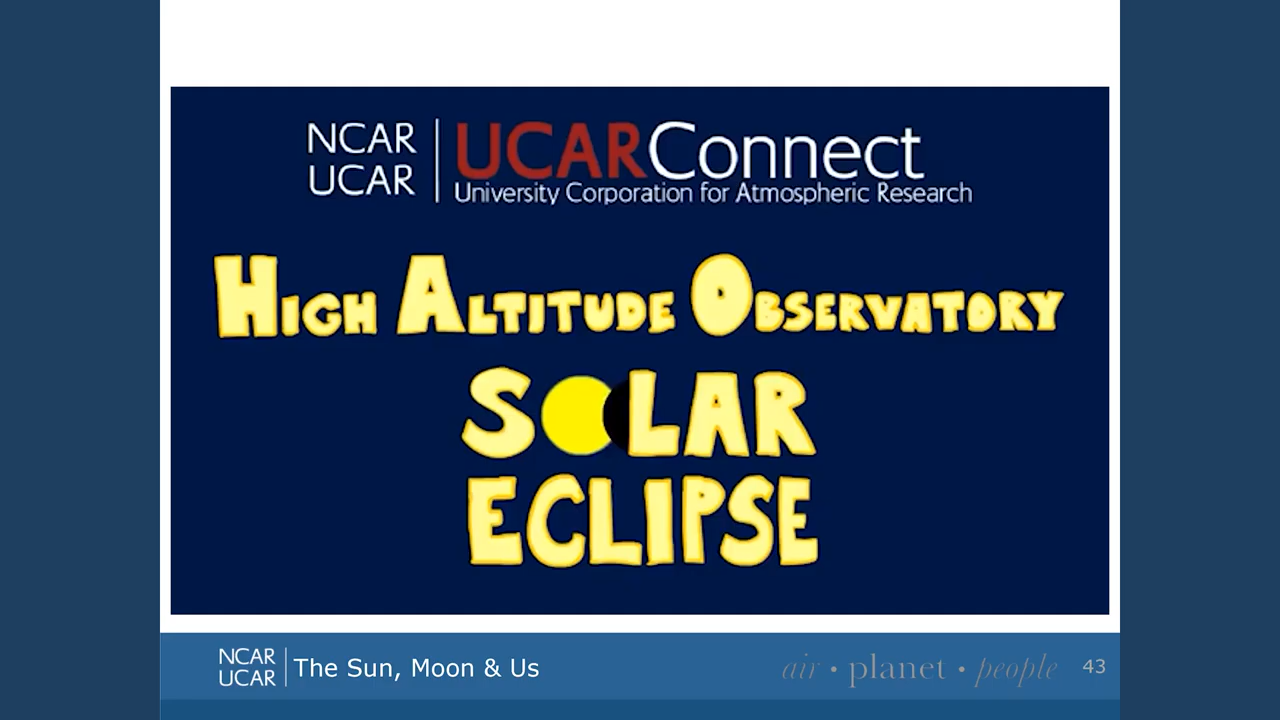 NCAR
UCAR
UCARConnect
University Corporation for Atmospheric Research
HIGH ALTITUDE OBSERVATORY
SOLAR
ECLIPSE
NCAR
UCAR
The Sun, Moon & Us
air • planet • people
43